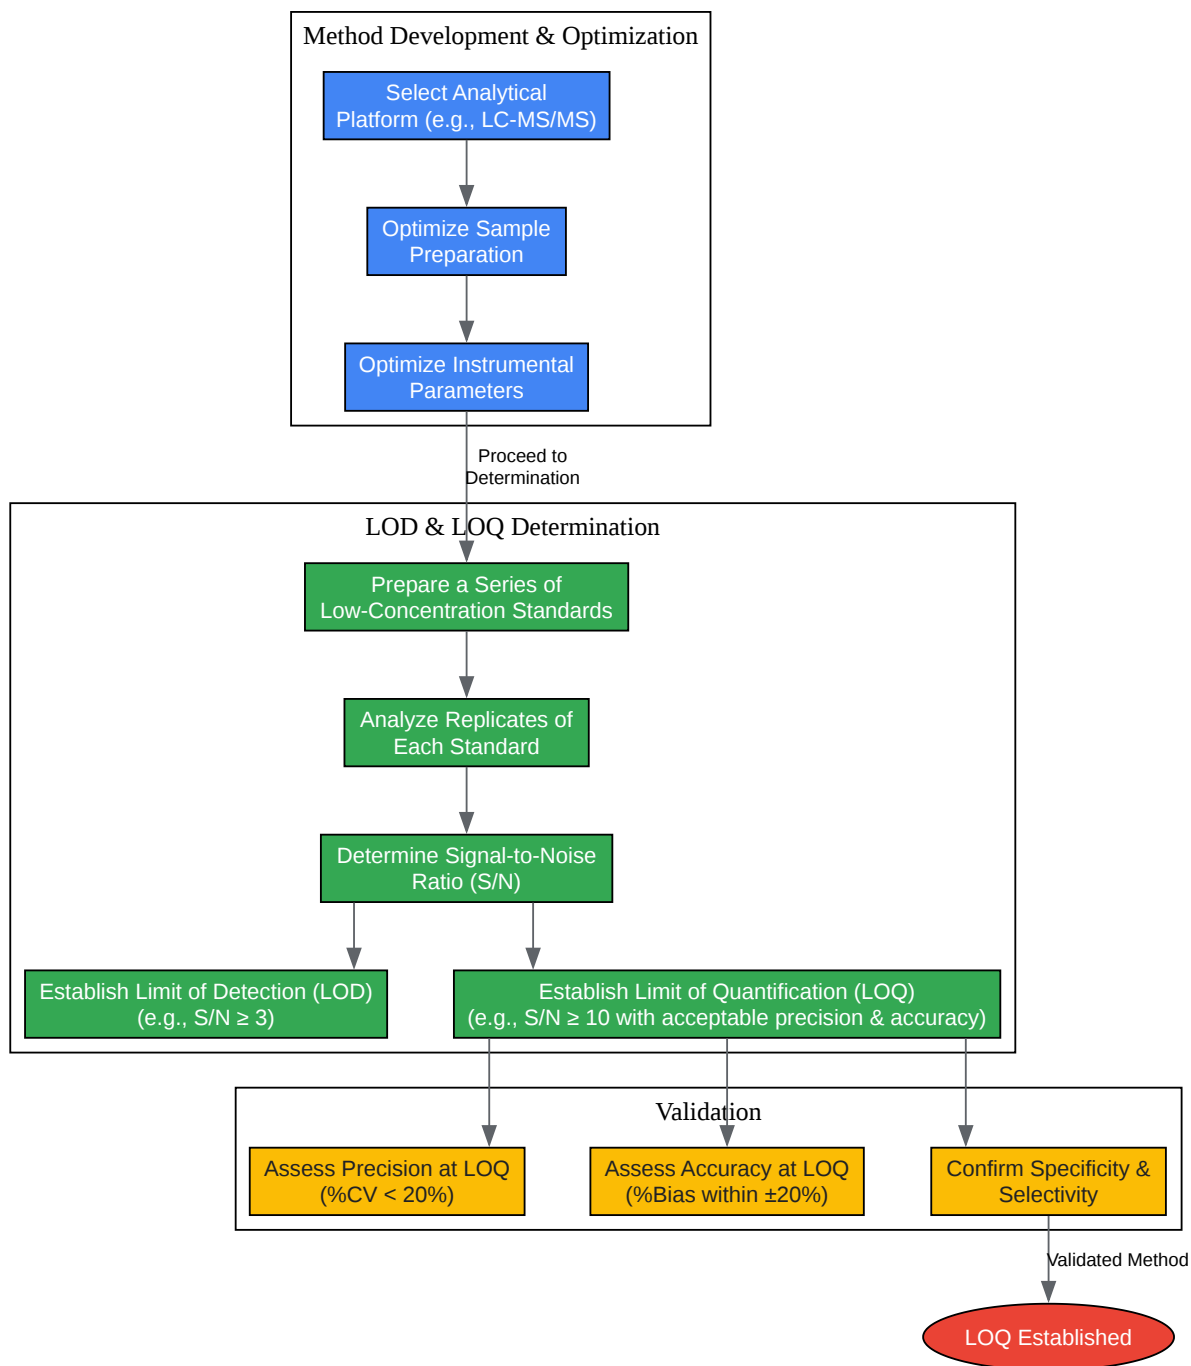 Method Development & Optimization
Select Analytical
Platform (e.g., LC-MS/MS)
Optimize Sample
Preparation
Optimize Instrumental
Parameters
Proceed to
Determination
LOD & LOQ Determination
Prepare a Series of
Low-Concentration Standards
Analyze Replicates of
Each Standard
Determine Signal-to-Noise
Ratio (S/N)
Establish Limit of Detection (LOD)
(e.g., S/N ≥ 3)
Establish Limit of Quantification (LOQ)
(e.g., S/N ≥ 10 with acceptable precision & accuracy)
Validation
Assess Precision at LOQ
(%CV < 20%)
Assess Accuracy at LOQ
(%Bias within ±20%)
Confirm Specificity &
Selectivity
Validated Method
LOQ Established